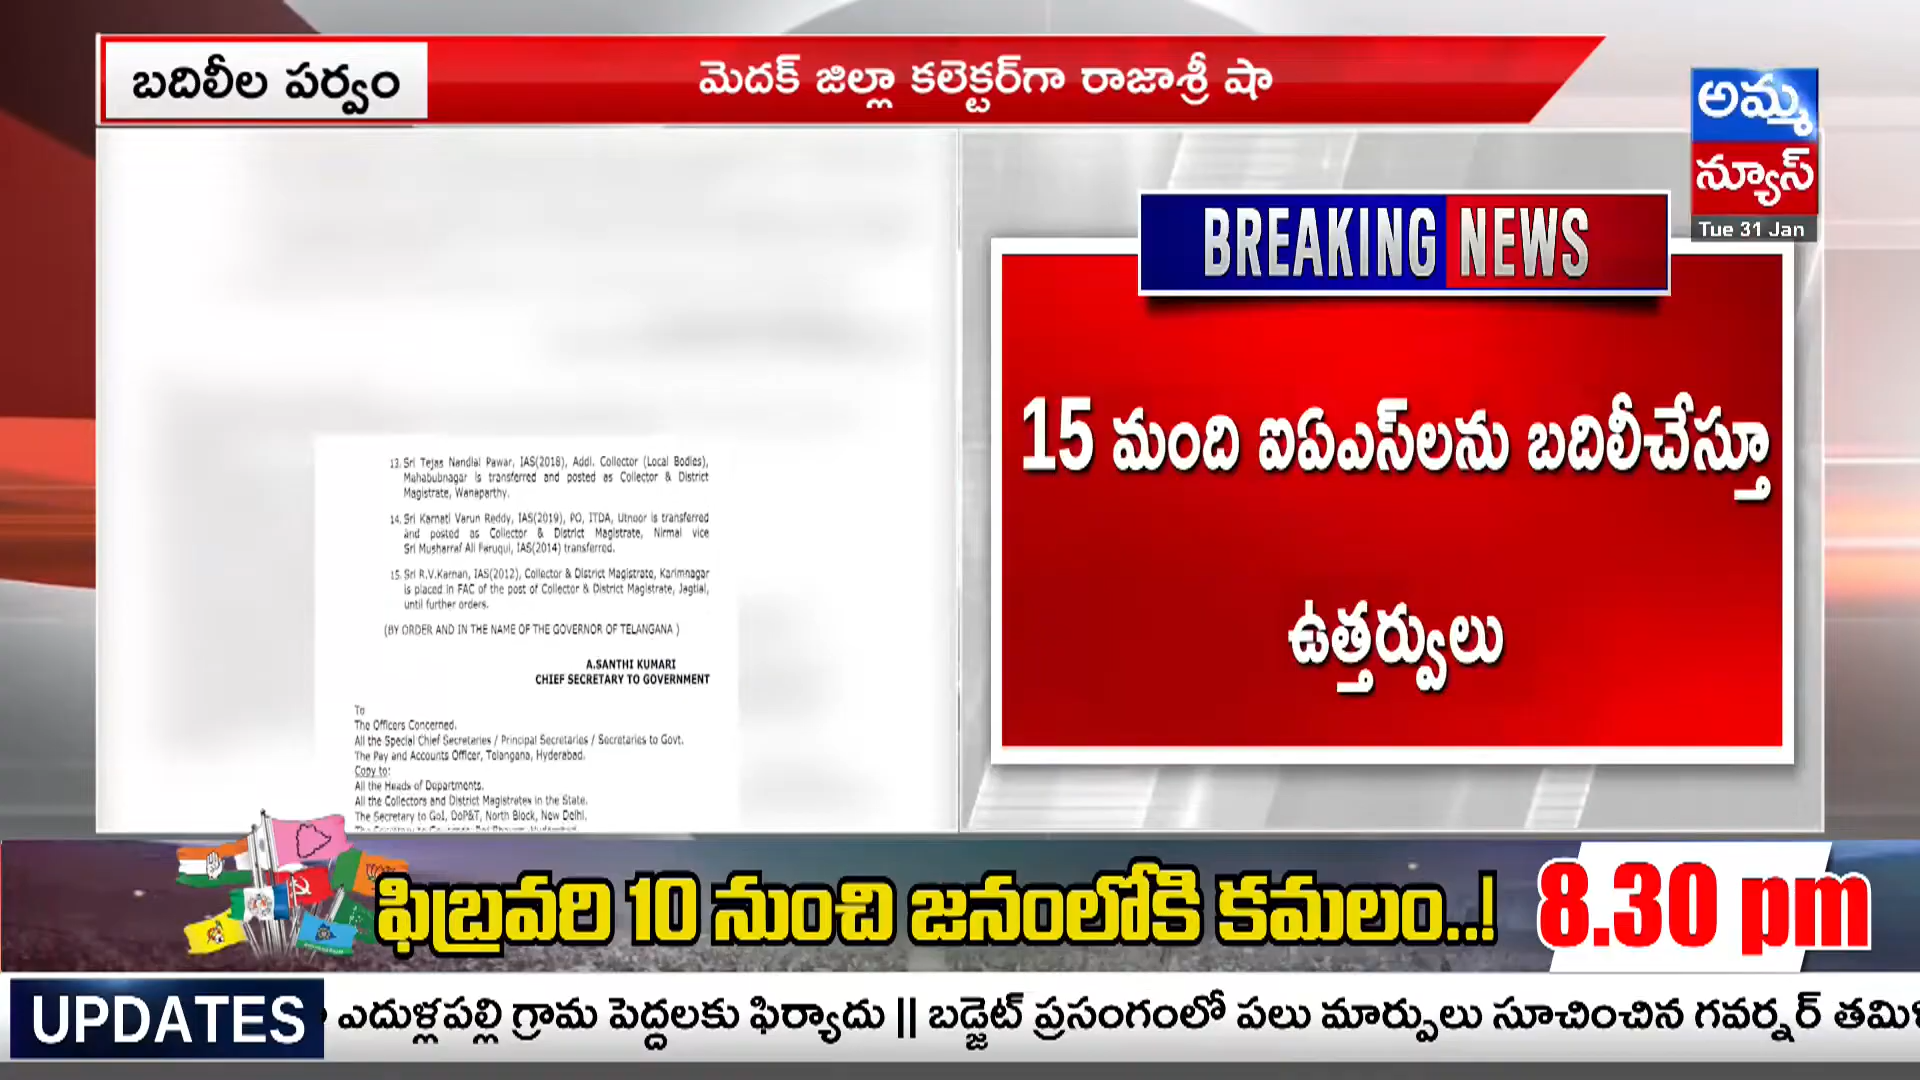 బదిలీల పర్వం
మెదక్ జిల్లా కలెక్టర్‌గా రాజాశ్రీ షా
అమ్మ
న్యూస్
Tue 31 Jan
BREAKING NEWS
15 మంది ఐఏఎస్‌లను బదిలీచేస్తూ
ఉత్తర్వులు
13. Sri Tejas Nandlal Pawar, IAS(2018), Addl. Collector (Local Bodies),
Mahabubnagar is transferred and posted as Collector & District
Magistrate, Wanaparthy.
14. Sri Karnati Varun Reddy, IAS(2019), PO, ITDA, Utnoor is transferred
and posted as Collector & District Magistrate, Nirmal vice
Sri Musharraf Ali Faruqui, IAS(2014) transferred.
15. Sri R.V.Karnan, IAS(2012), Collector & District Magistrate, Karimnagar
is placed in FAC of the post of Collector & District Magistrate, Jagtial,
until further orders.
(BY ORDER AND IN THE NAME OF THE GOVERNOR OF TELANGANA )
A.SANTHI KUMARI
CHIEF SECRETARY TO GOVERNMENT
To
The Officers Concerned.
All the Special Chief Secretaries / Principal Secretaries / Secretaries to Govt.
The Pay and Accounts Officer, Telangana, Hyderabad.
Copy to:
All the Heads of Departments.
All the Collectors and District Magistrates in the State.
The Secretary to GoI, DoP&T, North Block, New Delhi.
ఫిబ్రవరి 10 నుంచి జనంలోకి కమలం..!
8.30 pm
UPDATES
ఎదుళ్లపల్లి గ్రామ పెద్దలకు ఫిర్యాదు || బడ్జెట్ ప్రసంగంలో పలు మార్పులు సూచించిన గవర్నర్